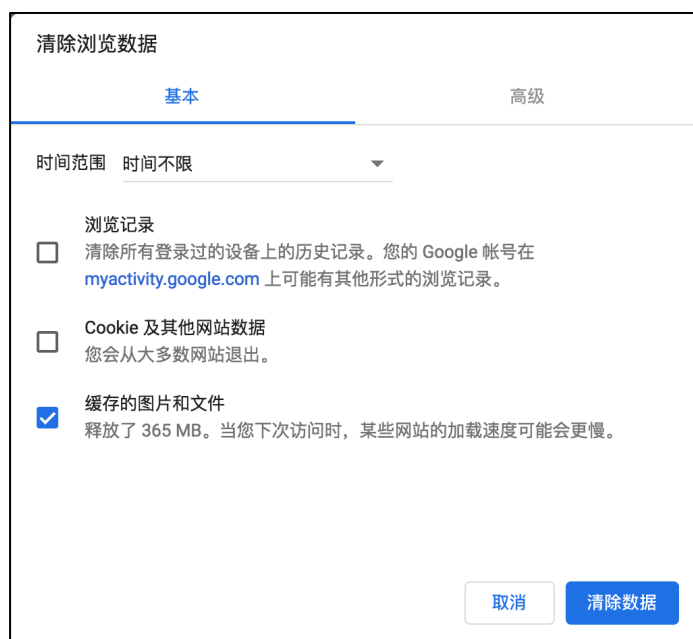 清除浏览数据
基本
高级
时间范围 时间不限
浏览记录
清除所有登录过的设备上的历史记录。您的 Google 帐号在
myactivity.google.com 上可能有其他形式的浏览记录。
Cookie 及其他网站数据
您会从大多数网站退出。
缓存的图片和文件
释放了 365 MB。当您下次访问时，某些网站的加载速度可能会更慢。
取消
清除数据